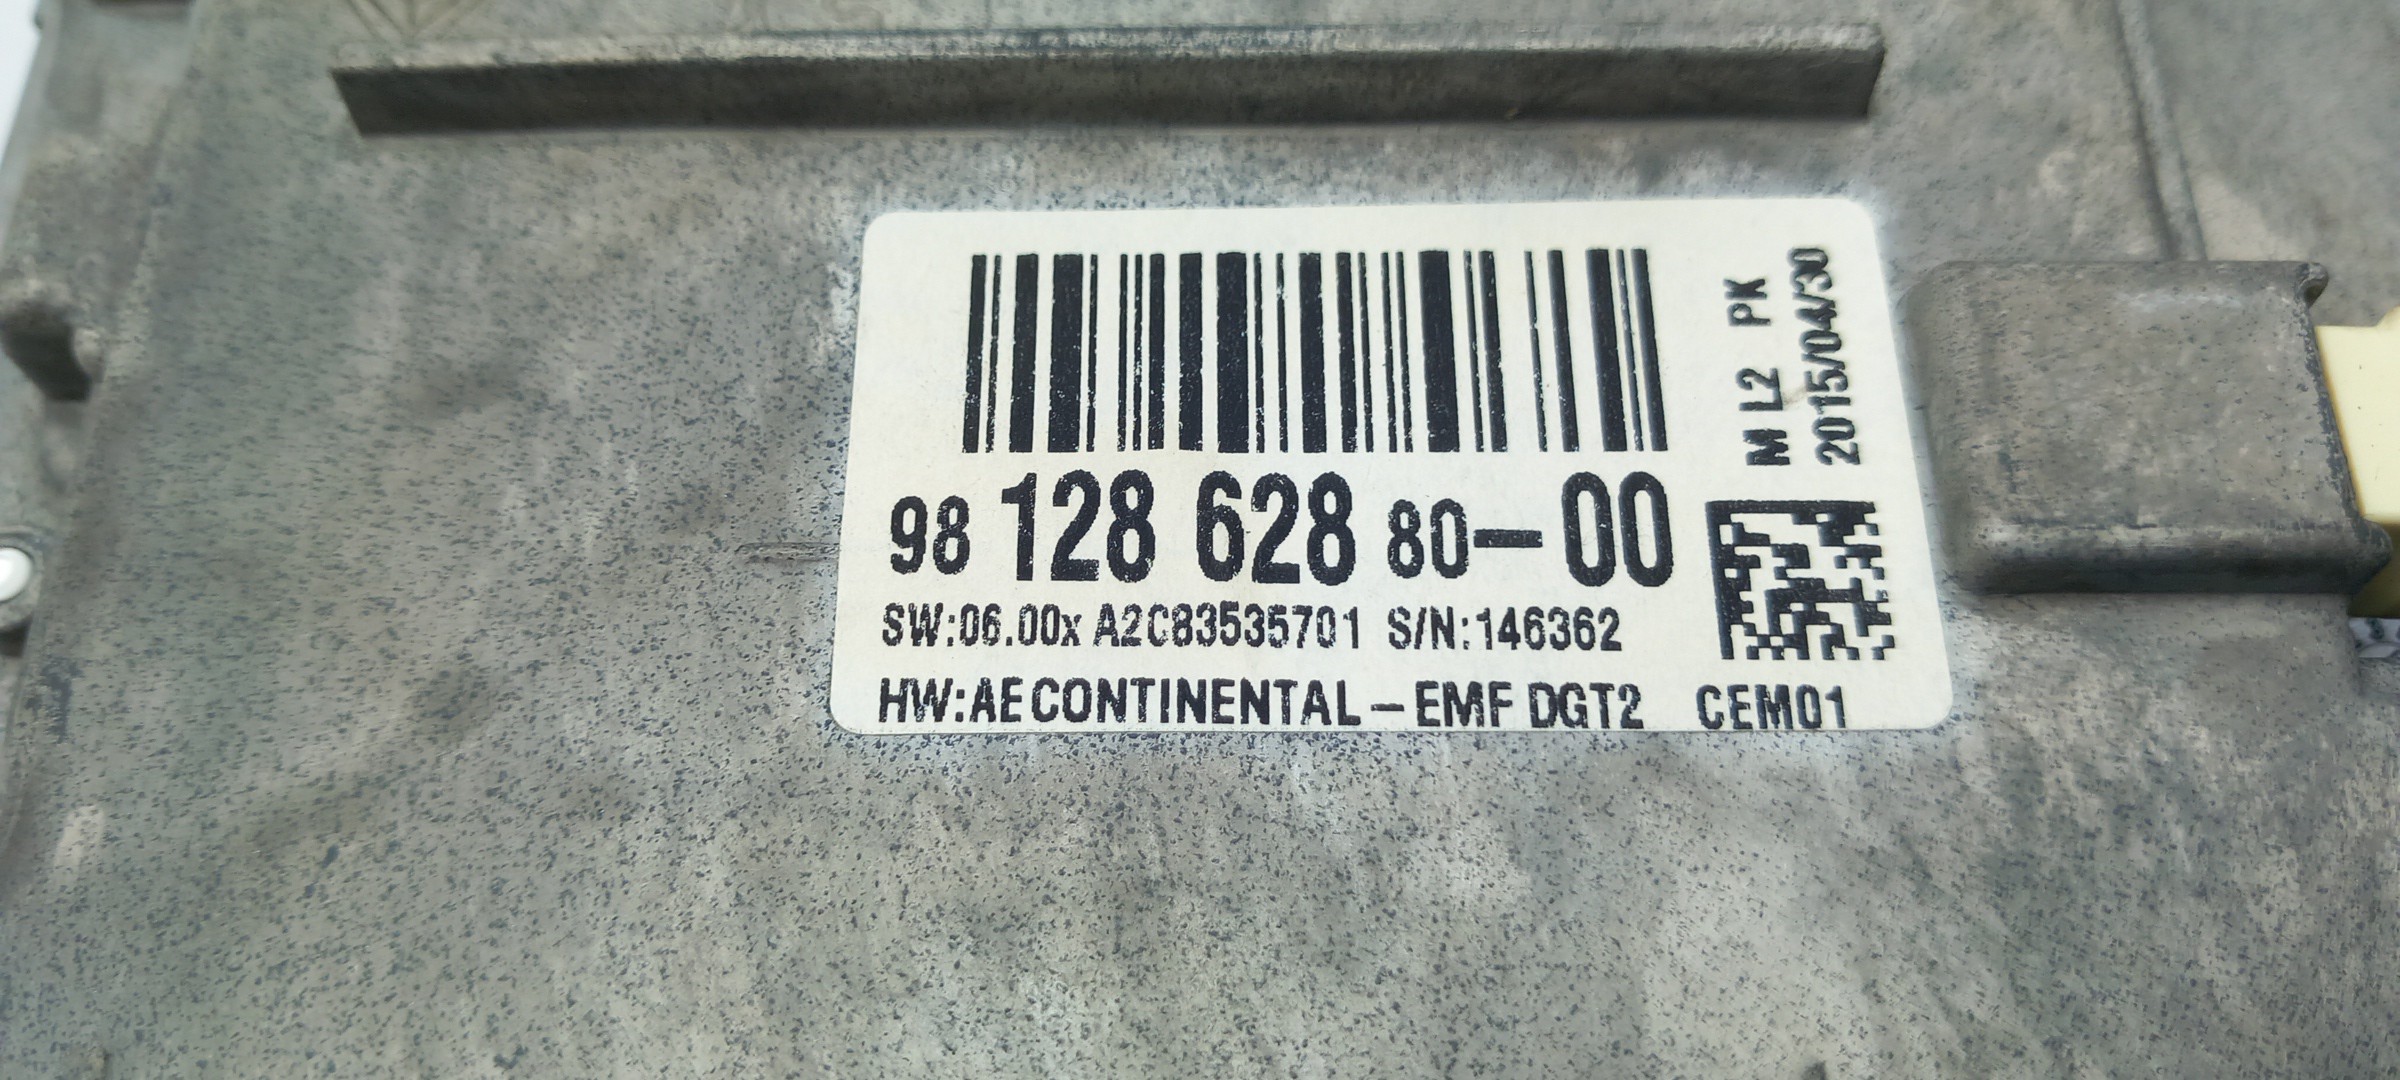 98 128 628 80-00
SW:06.00x A2C83535701 S/N:146362
HW:AE CONTINENTAL-EMF DGT2 CEM01
M L2 PK
2015/04/30